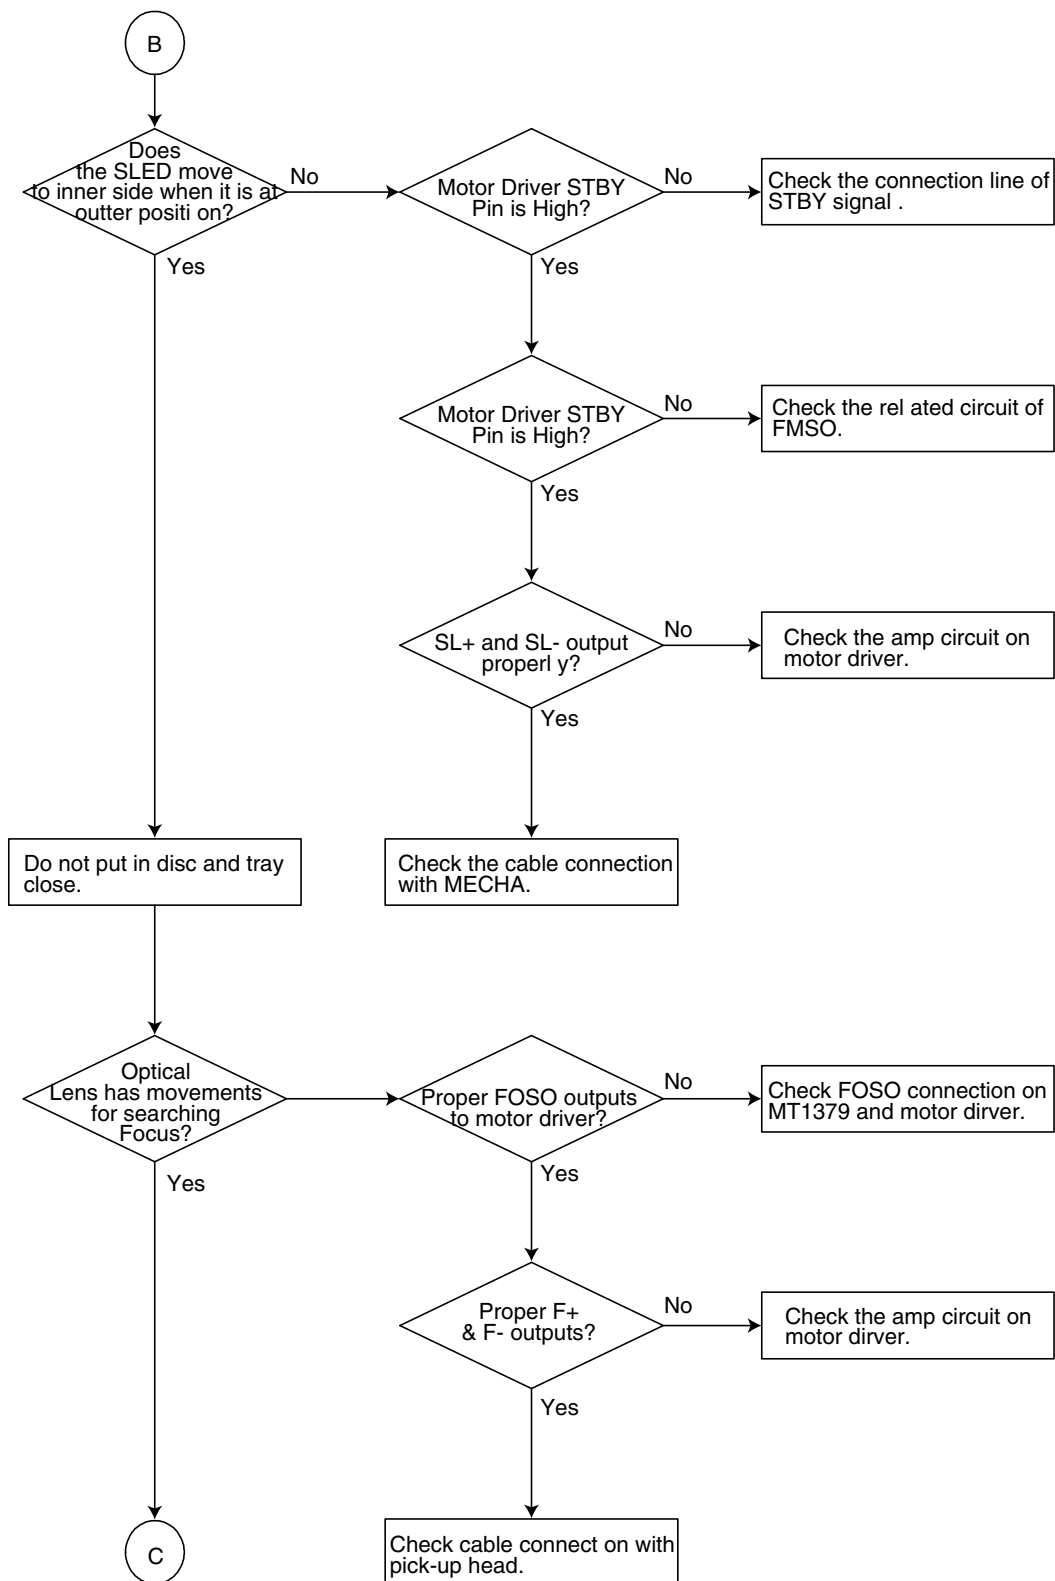 B
Does
the SLED move
to inner side when it is at
outter positi on?
No
Motor Driver STBY
Pin is High?
No
Check the connection line of
STBY signal .
Yes
Yes
Motor Driver STBY
Pin is High?
No
Check the rel ated circuit of
FMSO.
Yes
SL+ and SL- output
properl y?
No
Check the amp circuit on
motor driver.
Yes
Do not put in disc and tray
close.
Check the cable connection
with MECHA.
Optical
Lens has movements
for searching
Focus?
Proper FOSO outputs
to motor driver?
No
Check FOSO connection on
MT1379 and motor dirver.
Yes
Yes
Proper F+
& F- outputs?
No
Check the amp circuit on
motor dirver.
Yes
C
Check cable connect on with
pick-up head.